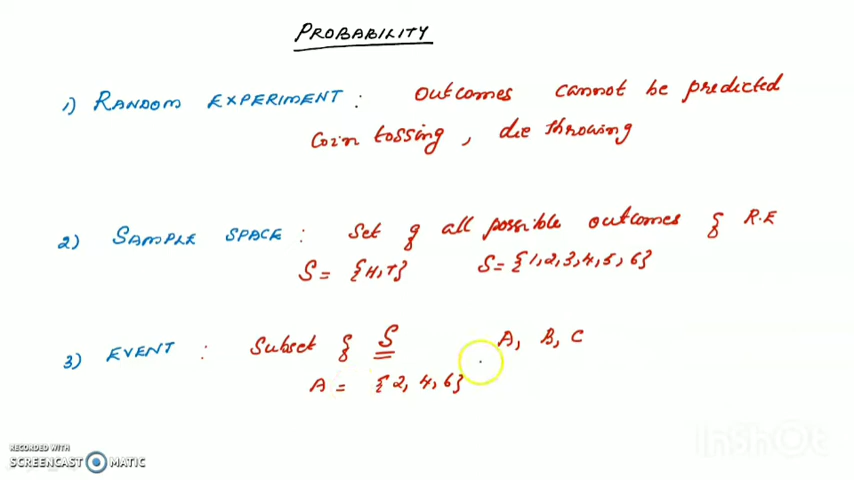 PROBABILITY
1) RANDOM EXPERIMENT : Outcomes cannot be predicted
Coin tossing, die throwing
2) SAMPLE SPACE : Set of all possible outcomes of R.E
S = {H,T} S = {1,2,3,4,5,6}
3) EVENT : Subset of S A, B, C
A = {2, 4, 6}
RECORDED WITH
SCREENCAST MATIC
InShOt